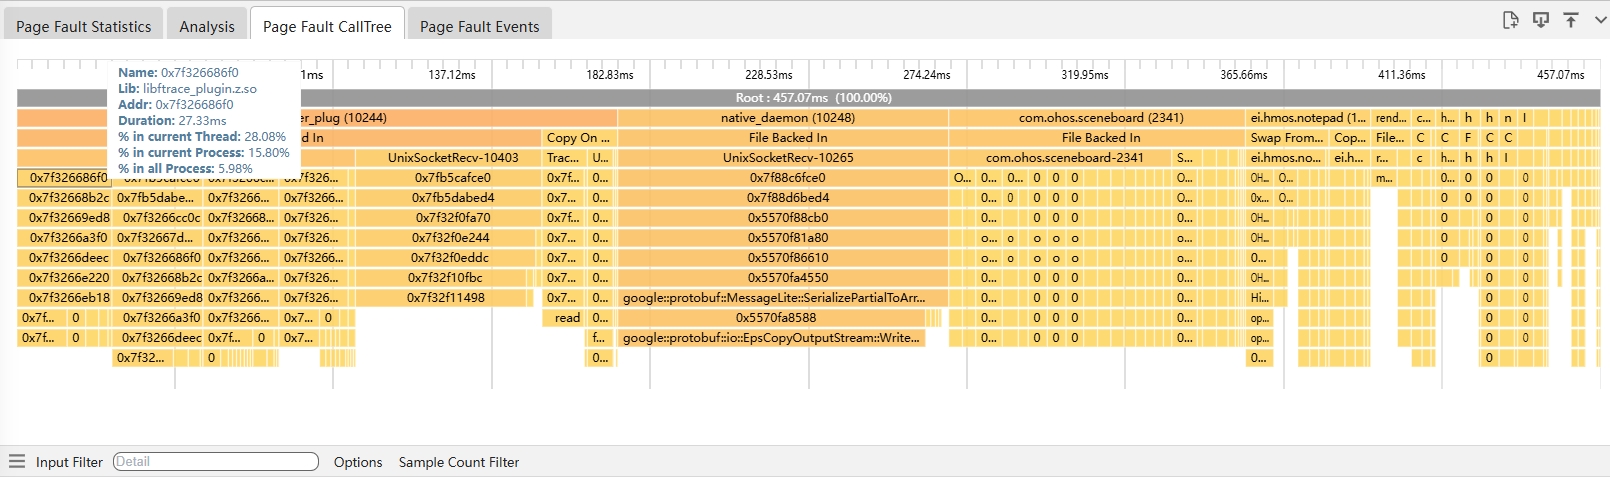 Page Fault Statistics Analysis Page Fault CallTree Page Fault Events
1ms 137.12ms 182.83ms 228.53ms 274.24ms 319.95ms 365.66ms 411.36ms 457.07ms
Name: 0x7f326686f0
Lib: libftrace_plugin.z.so
Addr: 0x7f326686f0
Duration: 27.33ms
% in current Thread: 28.08%
% in current Process: 15.80%
% in all Process: 5.98%
Root : 457.07ms (100.00%)
er_plug (10244) native_daemon (10248) com.ohos.sceneboard (2341) ei.hmos.notepad (1... rend... c... h... h h n I
d In Copy On ... File Backed In File Backed In Swap From... Cop... File... C C F C C
UnixSocketRecv-10403 Trac... U... UnixSocketRecv-10265 com.ohos.sceneboard-2341 S... ei.hmos.no... ei.h... r... c h... h h I
0x7f326686f0 0x7fb5cafce0 0x7f3266c... 0x7f326... 0x7fb5cafce0 0x7f... 0... 0x7f88c6fce0 O... 0... 0... 0 0 0 O... OH... O... m... 0... 0 0 0
0x7f32668b2c 0x7fb5dabe... 0x7f3266... 0x7f3266... 0x7fb5dabed4 0x7... 0... 0x7f88d6bed4 0... 0 0 0 0 0... 0x... O... 0 0 0 0
0x7f32669ed8 0x7f3266cc0c 0x7f32668... 0x7f326... 0x7f32f0fa70 0x7f... 0... 0x5570f88cb0 0... 0 0 0 0... OH... 0 0 0
0x7f3266a3f0 0x7f32667d... 0x7f3266... 0x7f326... 0x7f32f0e244 0x7... 0... 0x5570f81a80 o... o o o o o... OH... 0 0 0
0x7f3266deec 0x7f326686f0 0x7f3266... 0x7f3266... 0x7f32f0eddc 0x7... 0... 0x5570f86610 o... o o o o o... 0... 0 0 0
0x7f3266e220 0x7f32668b2c 0x7f3266a... 0x7f326... 0x7f32f10fbc 0x7... 0... 0x5570fa4550 0... 0 0 0 0... OH... 0 0
0x7f3266eb18 0x7f32669ed8 0x7f3266... 0x7f326... 0x7f32f11498 0x7... 0... google::protobuf::MessageLite::SerializePartialToArr... 0... 0 0 0 0... Hi... 0 0
0x7f... 0 0x7f3266a3f0 0x7f3266... 0x7... 0 read 0... 0x5570fa8588 0... 0 0 0 0... op... 0 0
0x7f... 0 0x7f3266deec 0x7f... 0 0... f... google::protobuf::io::EpsCopyOutputStream::Write... 0... 0 0 0 0... op... 0 0
0x7f32... 0 0... 0... 0
Input Filter Detail Options Sample Count Filter